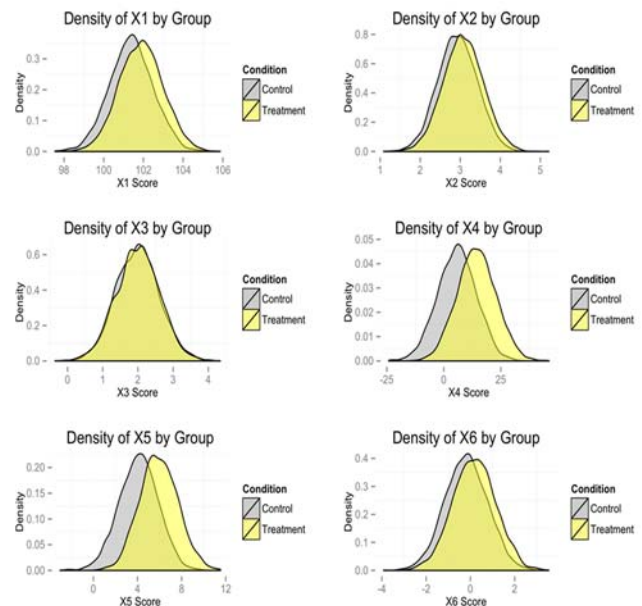 Density of X1 by Group
Density
0.3
0.2
0.1
0.0
98 100 102 104 106
X1 Score
Condition
Control
Treatment
Density of X2 by Group
Density
0.8
0.6
0.4
0.2
0.0
1 2 3 4 5
X2 Score
Condition
Control
Treatment
Density of X3 by Group
Density
0.6
0.4
0.2
0.0
0 1 2 3 4
X3 Score
Condition
Control
Treatment
Density of X4 by Group
Density
0.05
0.04
0.03
0.02
0.01
0.00
-25 0 25
X4 Score
Condition
Control
Treatment
Density of X5 by Group
Density
0.20
0.15
0.10
0.05
0.00
0 4 8 12
X5 Score
Condition
Control
Treatment
Density of X6 by Group
Density
0.4
0.3
0.2
0.1
0.0
-4 -2 0 2
X6 Score
Condition
Control
Treatment